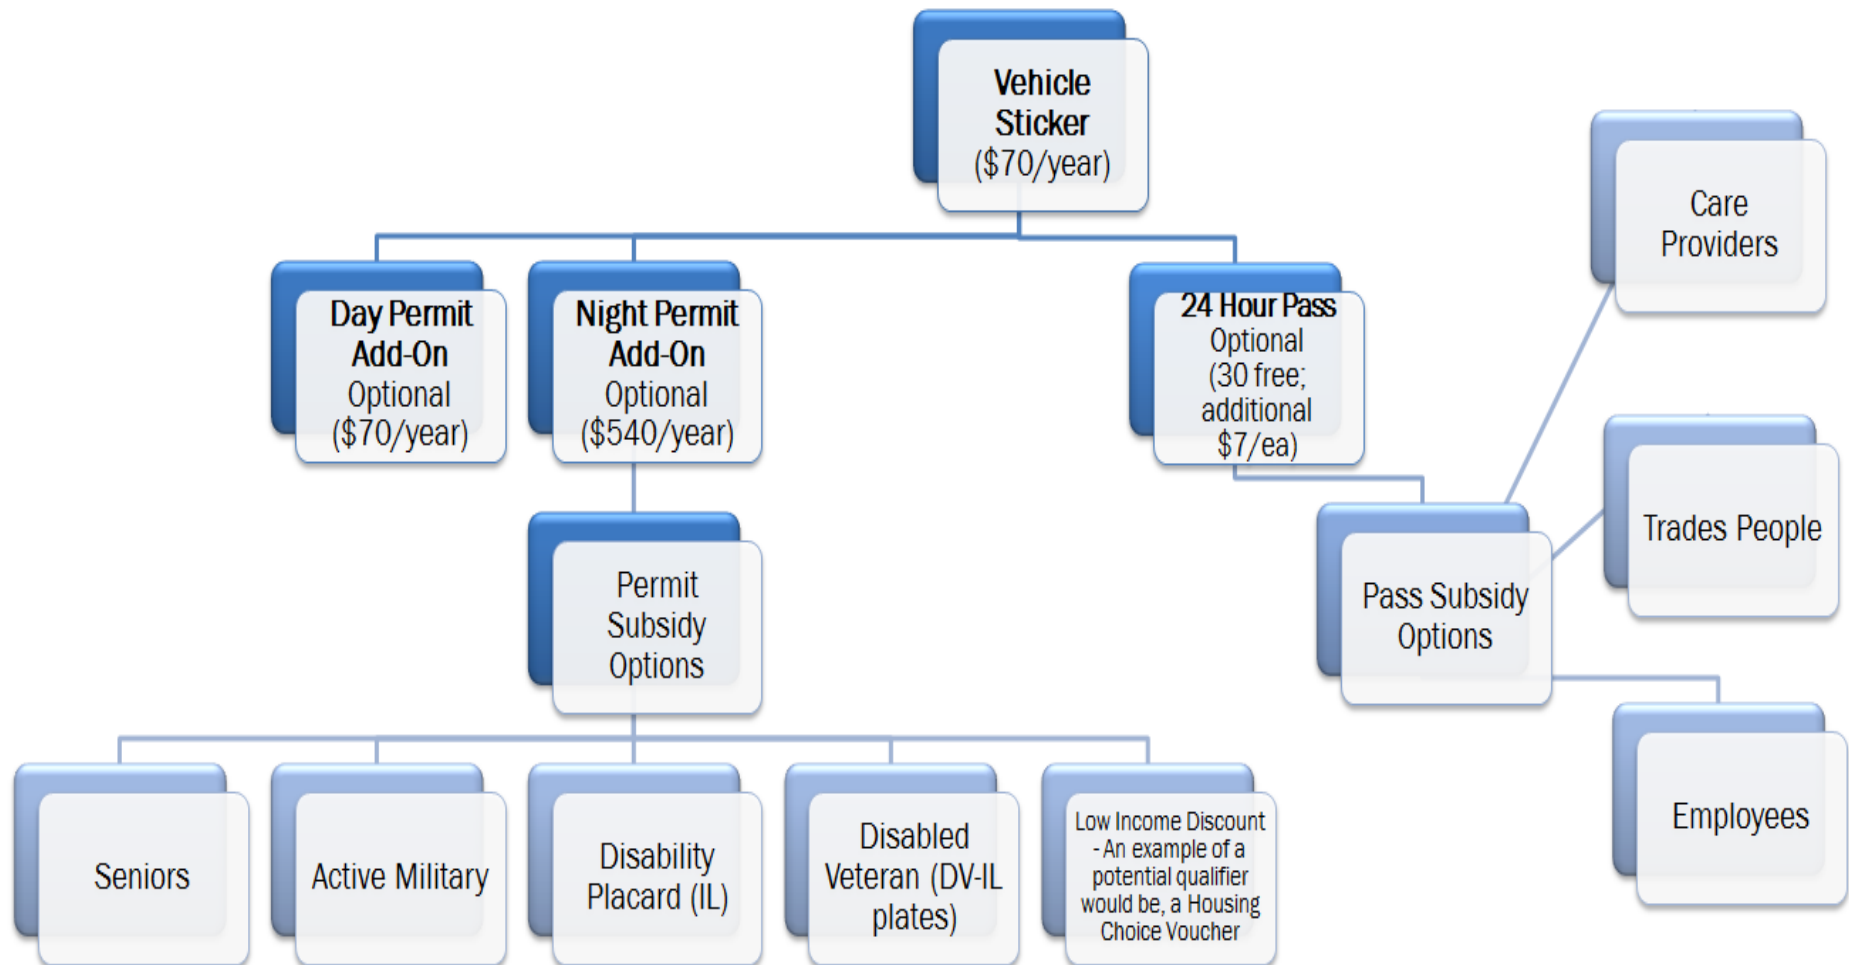 Vehicle
Sticker
($70/year)
Care
Providers
Day Permit
Add-On
Optional
($70/year)
Night Permit
Add-On
Optional
($540/year)
24 Hour Pass
Optional
(30 free;
additional
$7/ea)
Trades People
Permit
Subsidy
Options
Pass Subsidy
Options
Employees
Seniors
Active Military
Disability
Placard (IL)
Disabled
Veteran (DV-IL
plates)
Low Income Discount
- An example of a
potential qualifier
would be, a Housing
Choice Voucher